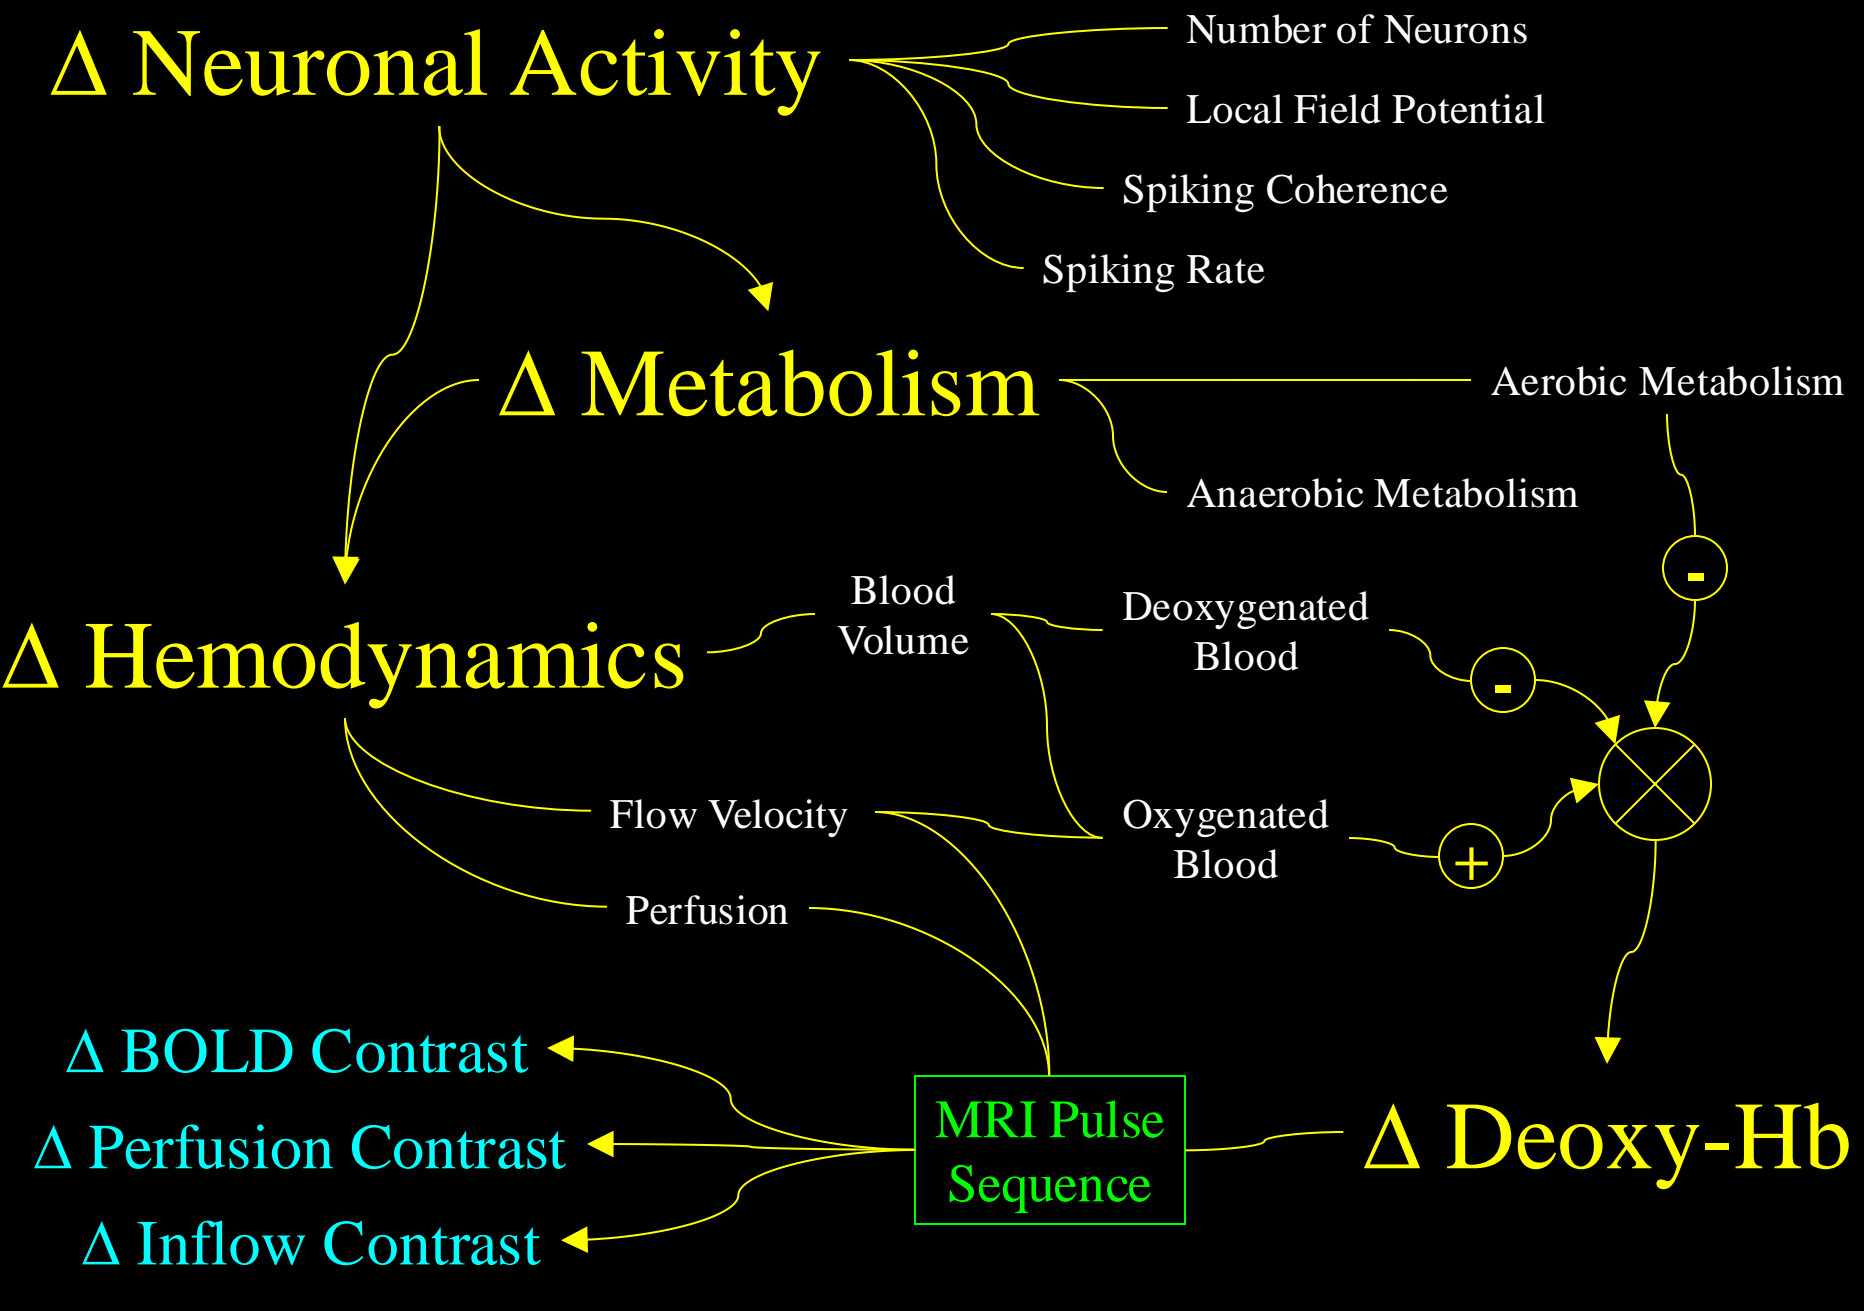 Δ Neuronal Activity
Number of Neurons
Local Field Potential
Spiking Coherence
Spiking Rate
Δ Metabolism
Aerobic Metabolism
Anaerobic Metabolism
-
Δ Hemodynamics
Blood
Volume
Deoxygenated
Blood
-
Flow Velocity
Oxygenated
Blood
+
Perfusion
Δ BOLD Contrast
Δ Perfusion Contrast
Δ Inflow Contrast
MRI Pulse
Sequence
Δ Deoxy-Hb